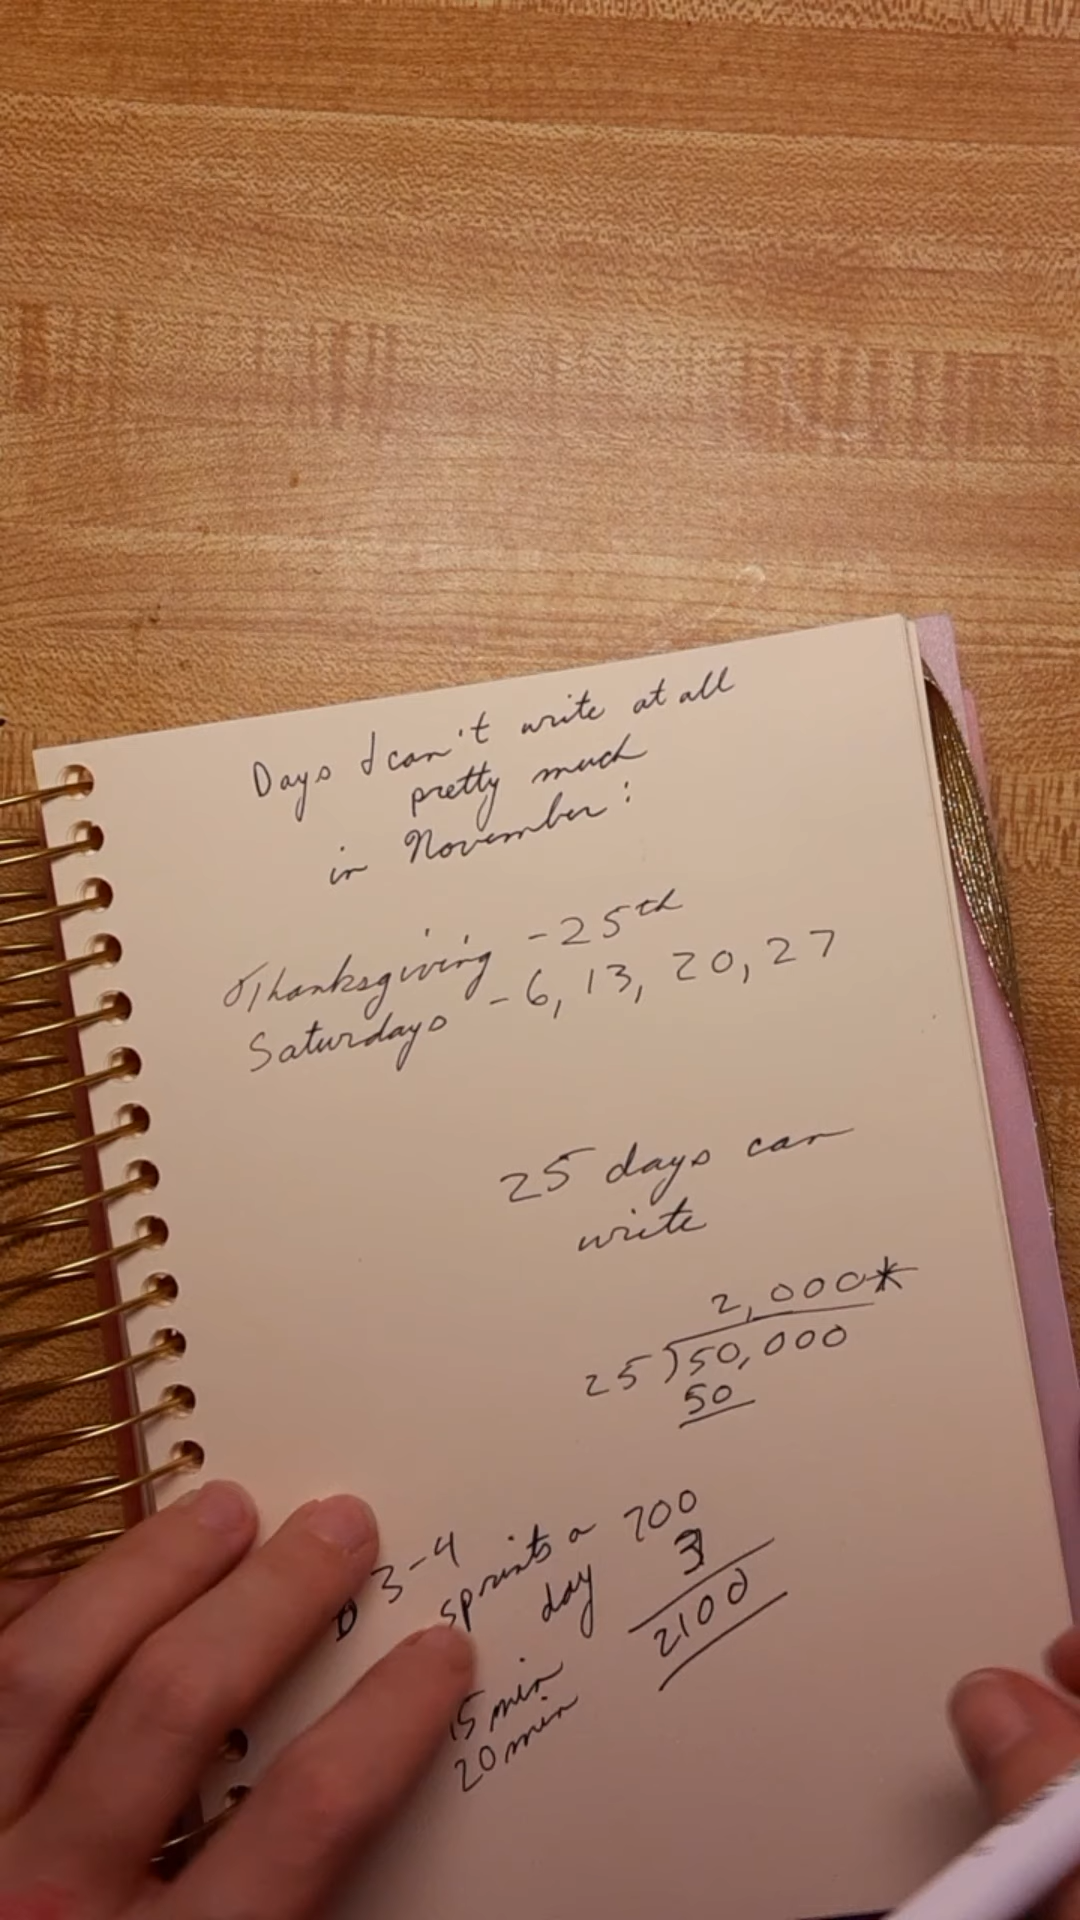 Days I can't write at all
pretty much
in November:
Thanksgiving - 25th
Saturdays - 6, 13, 20, 27
25 days can
write
2,000*
25)50,000
50
3-4
sprints a
day
700
3
2100
15 min
20 min